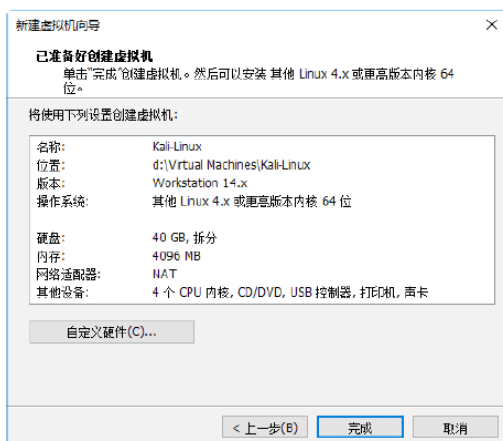 新建虚拟机向导
已准备好创建虚拟机
单击"完成"创建虚拟机。然后可以安装 其他 Linux 4.x 或更高版本内核 64
位。
将使用下列设置创建虚拟机:
名称: Kali-Linux
位置: d:\Virtual Machines\Kali-Linux
版本: Workstation 14.x
操作系统: 其他 Linux 4.x 或更高版本内核 64 位
硬盘: 40 GB, 拆分
内存: 4096 MB
网络适配器: NAT
其他设备: 4 个 CPU 内核, CD/DVD, USB 控制器, 打印机, 声卡
自定义硬件(C)...
< 上一步(B) 完成 取消